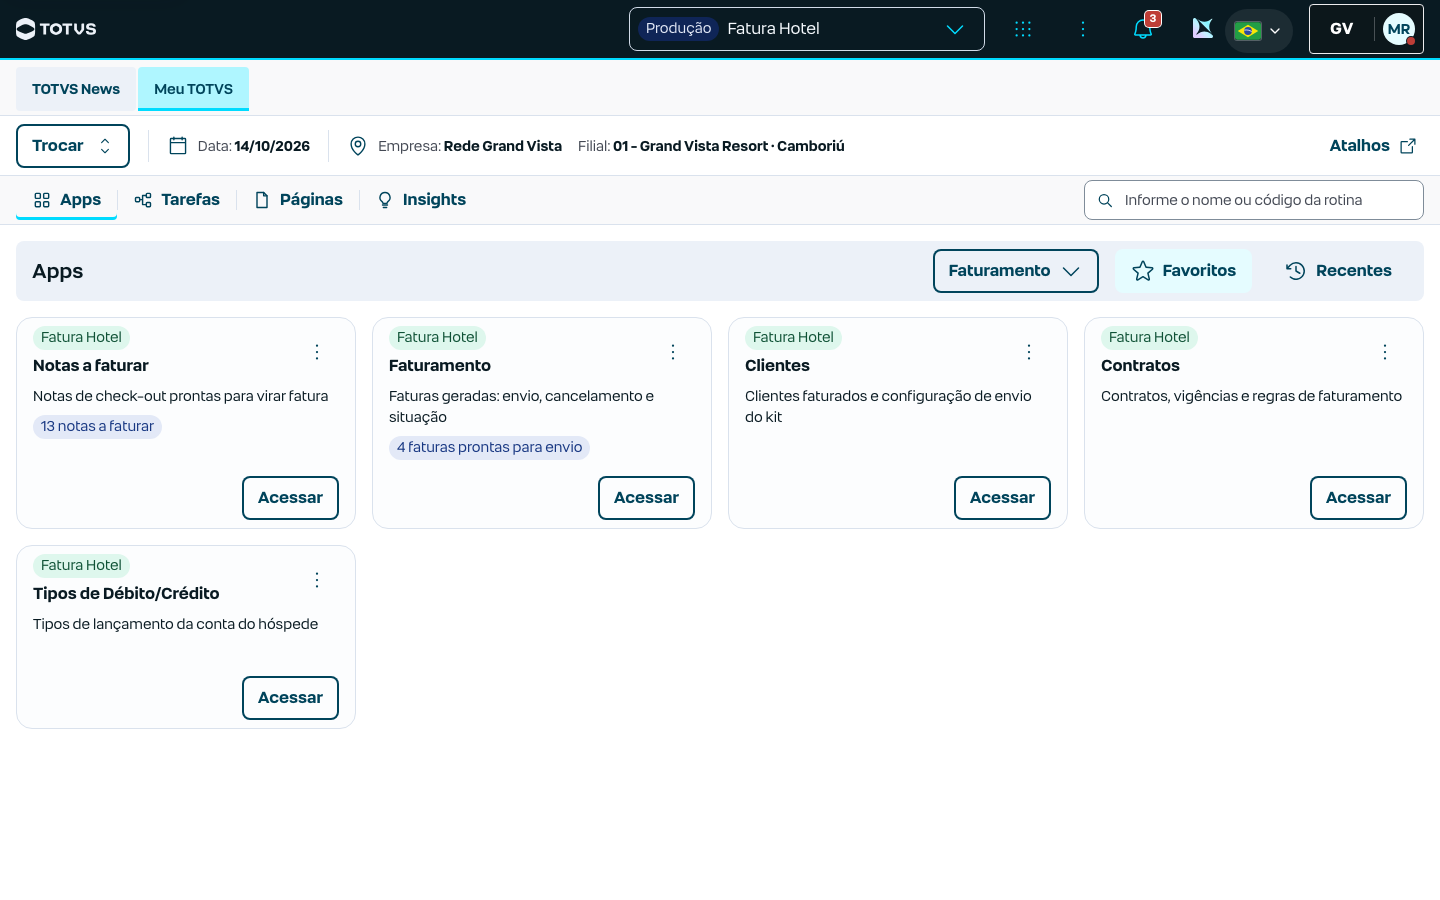 TOTVS
Produção Fatura Hotel
3
GV
MR
TOTVS News
Meu TOTVS
Trocar
Data: 14/10/2026
Empresa: Rede Grand Vista
Filial: 01 - Grand Vista Resort · Camboriú
Atalhos
Apps
Tarefas
Páginas
Insights
Informe o nome ou código da rotina
Apps
Faturamento
Favoritos
Recentes
Fatura Hotel
Notas a faturar
Notas de check-out prontas para virar fatura
13 notas a faturar
Acessar
Fatura Hotel
Faturamento
Faturas geradas: envio, cancelamento e
situação
4 faturas prontas para envio
Acessar
Fatura Hotel
Clientes
Clientes faturados e configuração de envio
do kit
Acessar
Fatura Hotel
Contratos
Contratos, vigências e regras de faturamento
Acessar
Fatura Hotel
Tipos de Débito/Crédito
Tipos de lançamento da conta do hóspede
Acessar